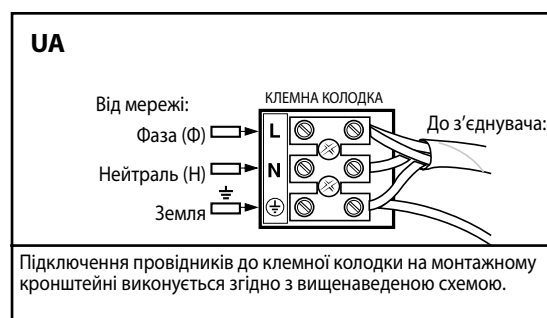 UA
КЛЕМНА КОЛОДКА
Від мережі:
До з’єднувача:
Фаза (Ф)
L
Нейтраль (Н)
N
Земля
Підключення провідників до клемної колодки на монтажному
кронштейні виконується згідно з вищенаведеною схемою.